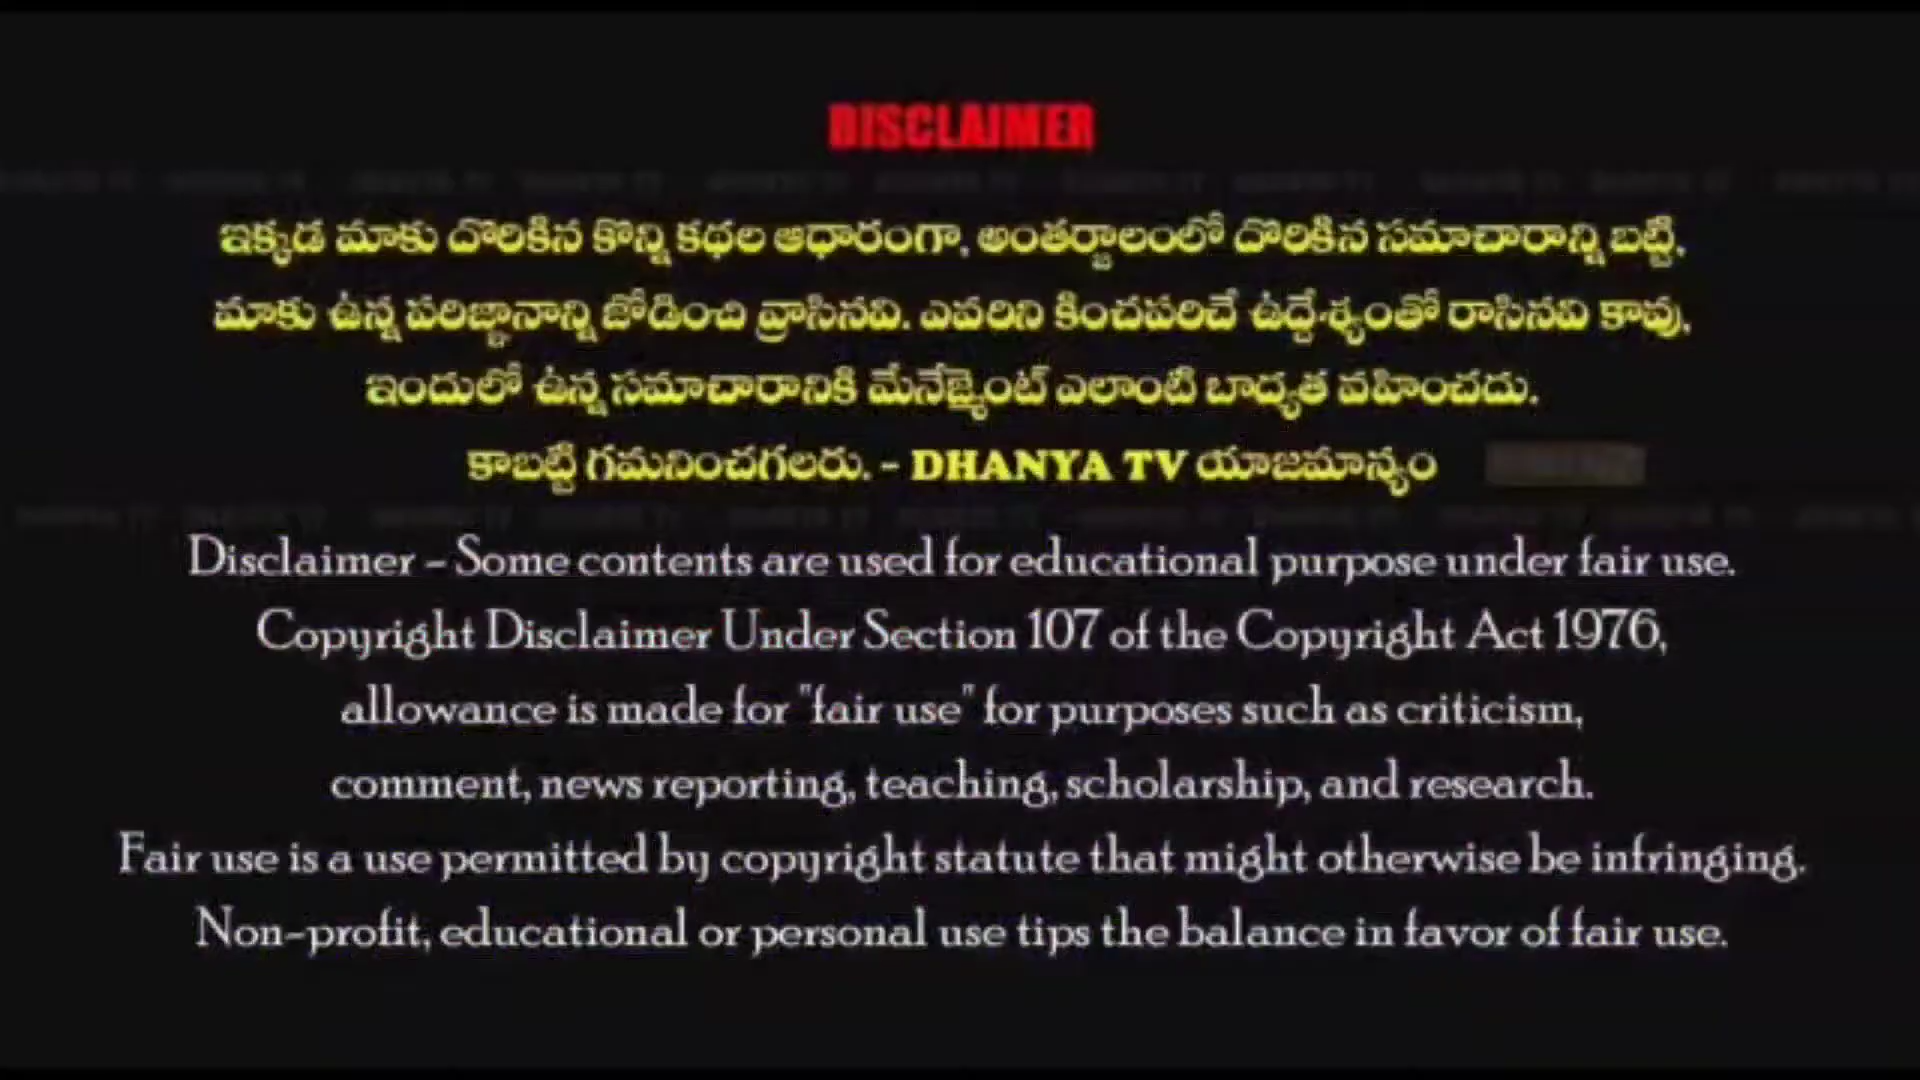 DISCLAIMER
ఇక్కడ మాకు దొరికిన కొన్ని కథల ఆధారంగా, అంతర్జాలంలో దొరికిన సమాచారాన్ని బట్టి,
మాకు ఉన్న పరిజ్ఞానాన్ని జోడించి వ్రాసినవి. ఎవరిని కించపరిచే ఉద్దేశ్యంతో రాసినవి కావు,
ఇందులో ఉన్న సమాచారానికి మేనేజ్మెంట్ ఎలాంటి బాద్యత వహించదు.
కాబట్టి గమనించగలరు. - DHANYA TV యాజమాన్యం
Disclaimer - Some contents are used for educational purpose under fair use.
Copyright Disclaimer Under Section 107 of the Copyright Act 1976,
allowance is made for "fair use" for purposes such as criticism,
comment, news reporting, teaching, scholarship, and research.
Fair use is a use permitted by copyright statute that might otherwise be infringing.
Non-profit, educational or personal use tips the balance in favor of fair use.